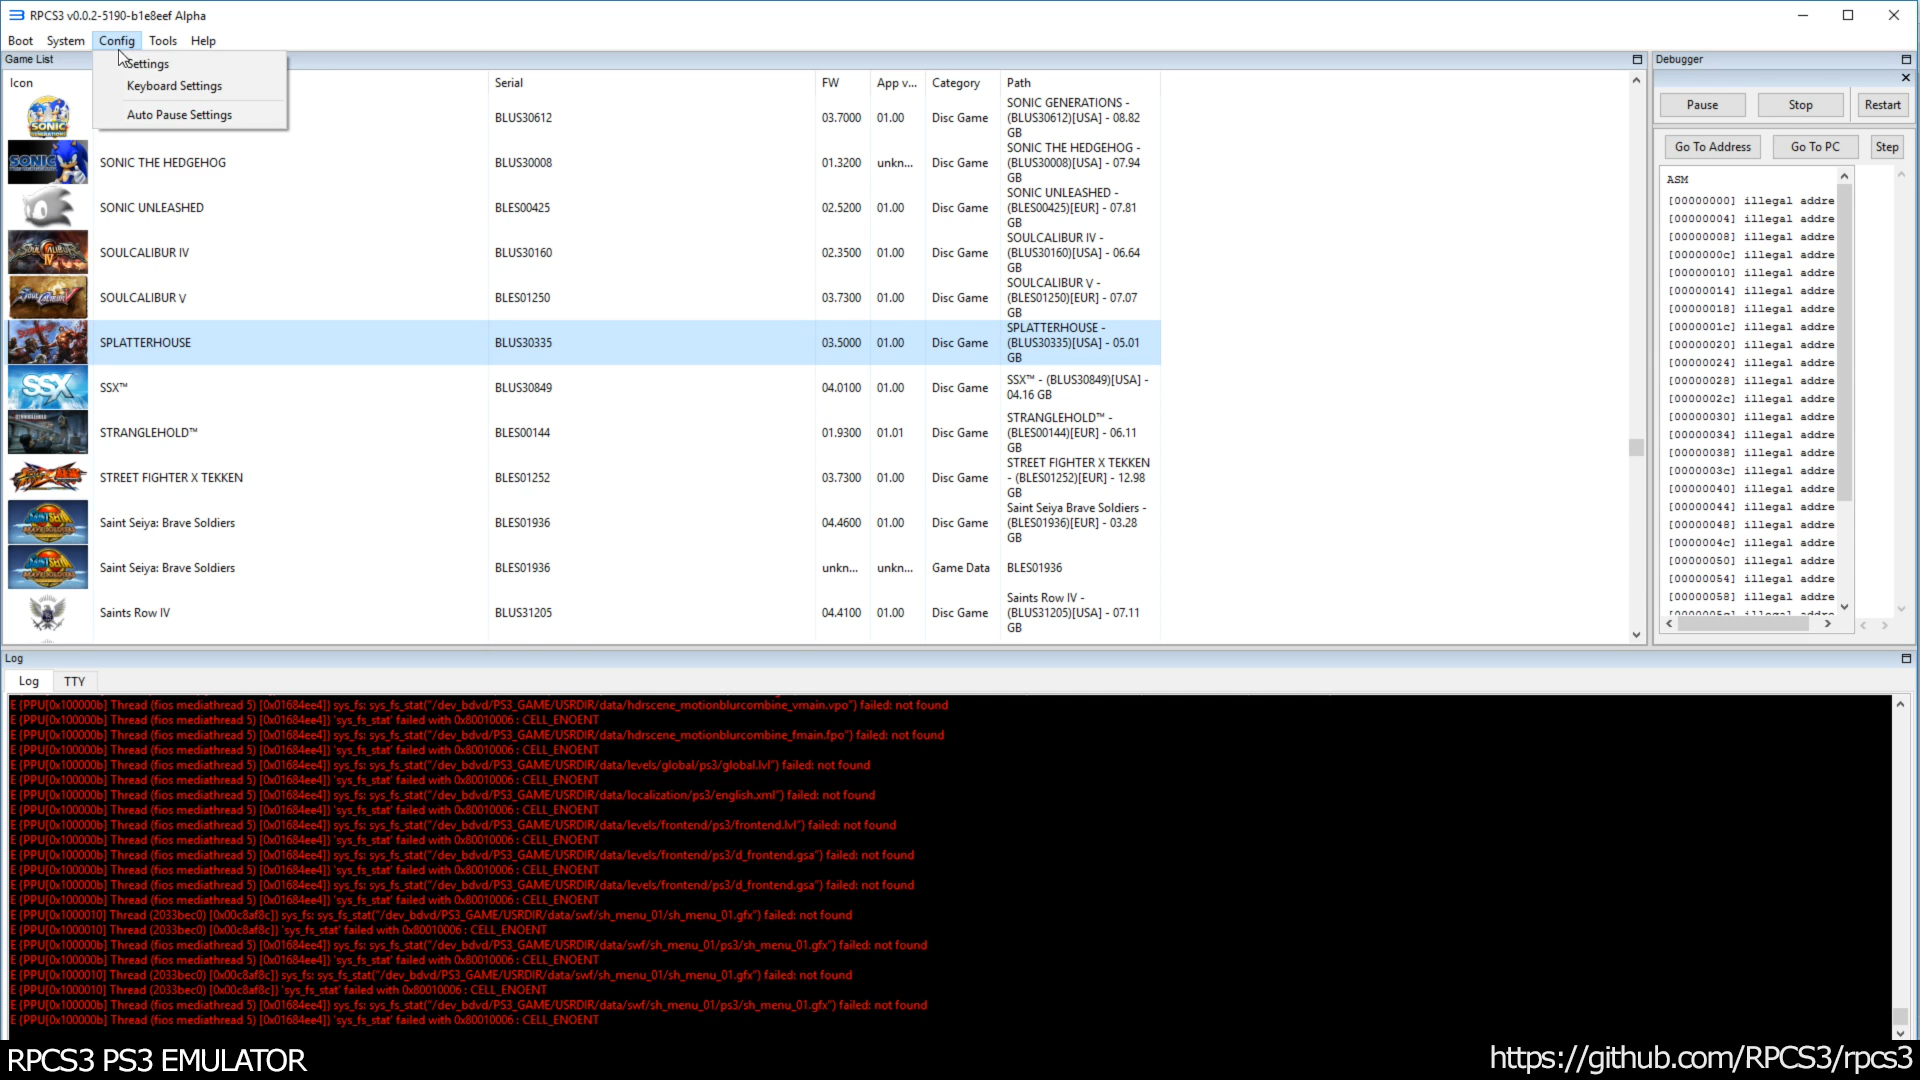 RPCS3 v0.0.2-5190-b1e8eef Alpha
Boot System Config Tools Help
Game List
Settings
Keyboard Settings
Auto Pause Settings
Icon Serial FW App v... Category Path
SONIC GENERATIONS
BLUS30612 03.7000 01.00 Disc Game SONIC GENERATIONS -
(BLUS30612)[USA] - 08.82
GB
SONIC
SONIC THE HEDGEHOG BLUS30008 01.3200 unkn... Disc Game SONIC THE HEDGEHOG -
(BLUS30008)[USA] - 07.94
GB
SONIC UNLEASHED BLES00425 02.5200 01.00 Disc Game SONIC UNLEASHED -
(BLES00425)[EUR] - 07.81
GB
SOULCALIBUR IV BLUS30160 02.3500 01.00 Disc Game SOULCALIBUR IV -
(BLUS30160)[USA] - 06.64
GB
SOULCALIBUR V BLES01250 03.7300 01.00 Disc Game SOULCALIBUR V -
(BLES01250)[EUR] - 07.07
GB
SPLATTERHOUSE BLUS30335 03.5000 01.00 Disc Game SPLATTERHOUSE -
(BLUS30335)[USA] - 05.01
GB
SSX
SSX™ BLUS30849 04.0100 01.00 Disc Game SSX™ - (BLUS30849)[USA] -
04.16 GB
STRANGLEHOLD™ BLES00144 01.9300 01.01 Disc Game STRANGLEHOLD™ -
(BLES00144)[EUR] - 06.11
GB
STREET FIGHTER X TEKKEN BLES01252 03.7300 01.00 Disc Game STREET FIGHTER X TEKKEN
- (BLES01252)[EUR] - 12.98
GB
Saint Seiya: Brave Soldiers BLES01936 04.4600 01.00 Disc Game Saint Seiya Brave Soldiers -
(BLES01936)[EUR] - 03.28
GB
Saint Seiya: Brave Soldiers BLES01936 unkn... unkn... Game Data BLES01936
Saints Row IV BLUS31205 04.4100 01.00 Disc Game Saints Row IV -
(BLUS31205)[USA] - 07.11
GB
Debugger
Pause Stop Restart
Go To Address Go To PC Step
ASM
[00000000] illegal addre
[00000004] illegal addre
[00000008] illegal addre
[0000000c] illegal addre
[00000010] illegal addre
[00000014] illegal addre
[00000018] illegal addre
[0000001c] illegal addre
[00000020] illegal addre
[00000024] illegal addre
[00000028] illegal addre
[0000002c] illegal addre
[00000030] illegal addre
[00000034] illegal addre
[00000038] illegal addre
[0000003c] illegal addre
[00000040] illegal addre
[00000044] illegal addre
[00000048] illegal addre
[0000004c] illegal addre
[00000050] illegal addre
[00000054] illegal addre
[00000058] illegal addre
Log
Log TTY
E {PPU[0x100000b] Thread (fios mediathread 5) [0x01684ee4]} sys_fs: sys_fs_stat("/dev_bdvd/PS3_GAME/USRDIR/data/hdrscene_motionblurcombine_vmain.vpo") failed: not found
E {PPU[0x100000b] Thread (fios mediathread 5) [0x01684ee4]} 'sys_fs_stat' failed with 0x80010006 : CELL_ENOENT
E {PPU[0x100000b] Thread (fios mediathread 5) [0x01684ee4]} sys_fs: sys_fs_stat("/dev_bdvd/PS3_GAME/USRDIR/data/hdrscene_motionblurcombine_fmain.fpo") failed: not found
E {PPU[0x100000b] Thread (fios mediathread 5) [0x01684ee4]} 'sys_fs_stat' failed with 0x80010006 : CELL_ENOENT
E {PPU[0x100000b] Thread (fios mediathread 5) [0x01684ee4]} sys_fs: sys_fs_stat("/dev_bdvd/PS3_GAME/USRDIR/data/levels/global/ps3/global.lvl") failed: not found
E {PPU[0x100000b] Thread (fios mediathread 5) [0x01684ee4]} 'sys_fs_stat' failed with 0x80010006 : CELL_ENOENT
E {PPU[0x100000b] Thread (fios mediathread 5) [0x01684ee4]} sys_fs: sys_fs_stat("/dev_bdvd/PS3_GAME/USRDIR/data/localization/ps3/english.xml") failed: not found
E {PPU[0x100000b] Thread (fios mediathread 5) [0x01684ee4]} 'sys_fs_stat' failed with 0x80010006 : CELL_ENOENT
E {PPU[0x100000b] Thread (fios mediathread 5) [0x01684ee4]} sys_fs: sys_fs_stat("/dev_bdvd/PS3_GAME/USRDIR/data/levels/frontend/ps3/frontend.lvl") failed: not found
E {PPU[0x100000b] Thread (fios mediathread 5) [0x01684ee4]} 'sys_fs_stat' failed with 0x80010006 : CELL_ENOENT
E {PPU[0x100000b] Thread (fios mediathread 5) [0x01684ee4]} sys_fs: sys_fs_stat("/dev_bdvd/PS3_GAME/USRDIR/data/levels/frontend/ps3/d_frontend.gsa") failed: not found
E {PPU[0x100000b] Thread (fios mediathread 5) [0x01684ee4]} 'sys_fs_stat' failed with 0x80010006 : CELL_ENOENT
E {PPU[0x100000b] Thread (fios mediathread 5) [0x01684ee4]} sys_fs: sys_fs_stat("/dev_bdvd/PS3_GAME/USRDIR/data/levels/frontend/ps3/d_frontend.gsa") failed: not found
E {PPU[0x100000b] Thread (fios mediathread 5) [0x01684ee4]} 'sys_fs_stat' failed with 0x80010006 : CELL_ENOENT
E {PPU[0x1000010] Thread (2033bec0) [0x00c8af8c]} sys_fs: sys_fs_stat("/dev_bdvd/PS3_GAME/USRDIR/data/swf/sh_menu_01/sh_menu_01.gfx") failed: not found
E {PPU[0x1000010] Thread (2033bec0) [0x00c8af8c]} 'sys_fs_stat' failed with 0x80010006 : CELL_ENOENT
E {PPU[0x100000b] Thread (fios mediathread 5) [0x01684ee4]} sys_fs: sys_fs_stat("/dev_bdvd/PS3_GAME/USRDIR/data/swf/sh_menu_01/ps3/sh_menu_01.gfx") failed: not found
E {PPU[0x100000b] Thread (fios mediathread 5) [0x01684ee4]} 'sys_fs_stat' failed with 0x80010006 : CELL_ENOENT
E {PPU[0x1000010] Thread (2033bec0) [0x00c8af8c]} sys_fs: sys_fs_stat("/dev_bdvd/PS3_GAME/USRDIR/data/swf/sh_menu_01/sh_menu_01.gfx") failed: not found
E {PPU[0x1000010] Thread (2033bec0) [0x00c8af8c]} 'sys_fs_stat' failed with 0x80010006 : CELL_ENOENT
E {PPU[0x100000b] Thread (fios mediathread 5) [0x01684ee4]} sys_fs: sys_fs_stat("/dev_bdvd/PS3_GAME/USRDIR/data/swf/sh_menu_01/ps3/sh_menu_01.gfx") failed: not found
E {PPU[0x100000b] Thread (fios mediathread 5) [0x01684ee4]} 'sys_fs_stat' failed with 0x80010006 : CELL_ENOENT
RPCS3 PS3 EMULATOR
https://github.com/RPCS3/rpcs3